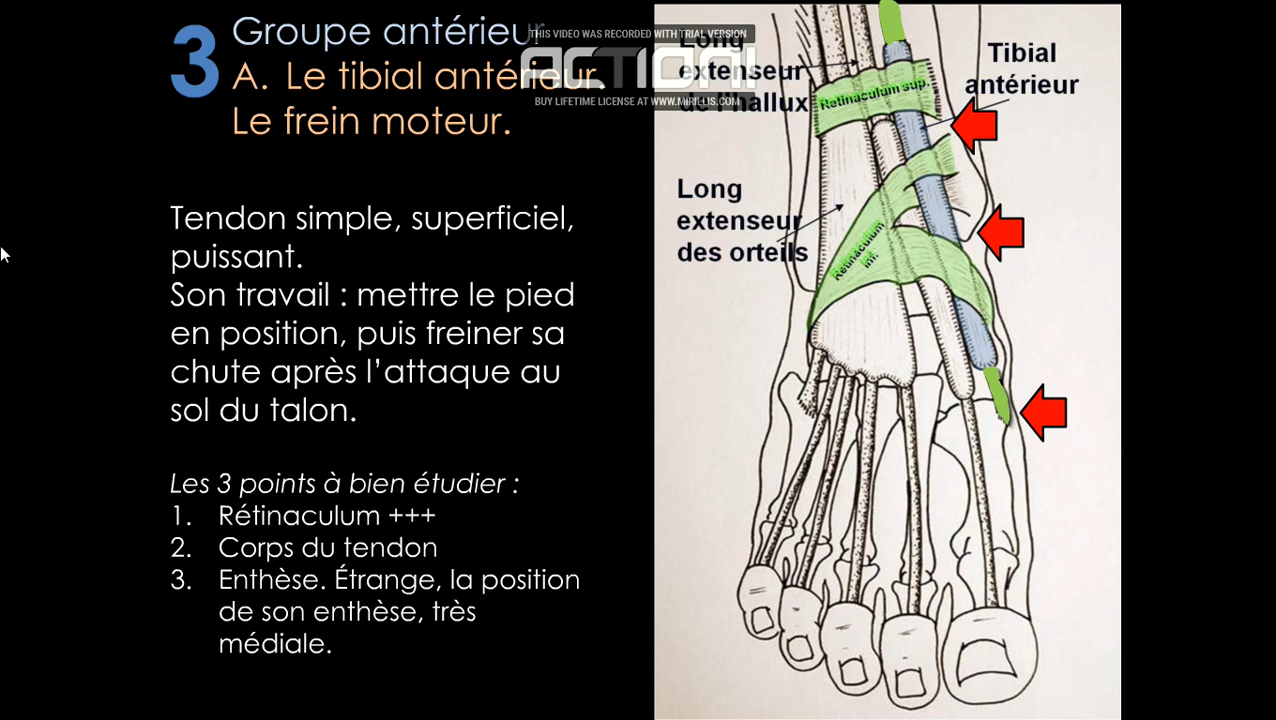 3
Groupe antérieur
A. Le tibial antérieur.
Le frein moteur.
THIS VIDEO WAS RECORDED WITH TRIAL VERSION
ACTION!
BUY LIFETIME LICENSE AT WWW.MIRILLIS.COM
Tendon simple, superficiel,
puissant.
Son travail : mettre le pied
en position, puis freiner sa
chute après l’attaque au
sol du talon.
Les 3 points à bien étudier :
1. Rétinaculum +++
2. Corps du tendon
3. Enthèse. Étrange, la position
de son enthèse, très
médiale.
Long
extenseur
de l'hallux
Tibial
antérieur
Retinaculum sup.
Long
extenseur
des orteils
Rétinaculum
inf.